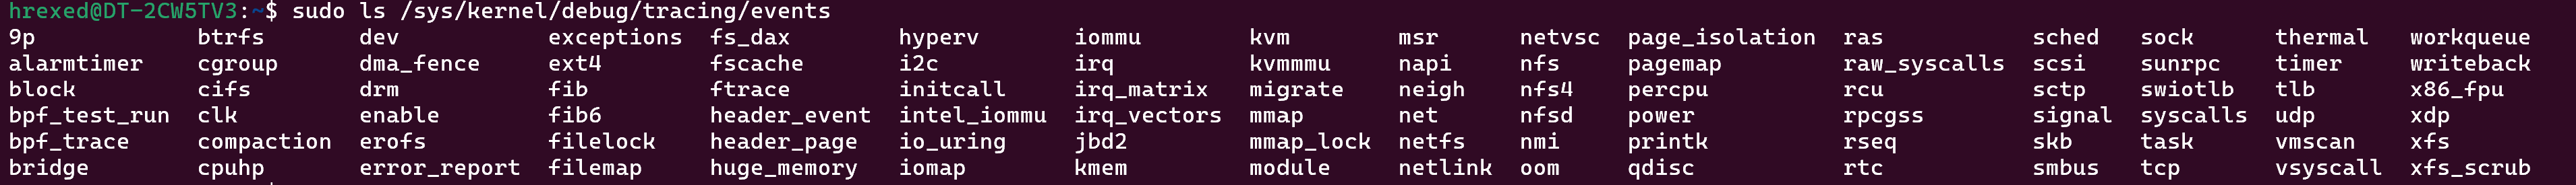 hrexed@DT-2CW5TV3:~$ sudo ls /sys/kernel/debug/tracing/events
9p btrfs dev exceptions fs_dax hyperv iommu kvm msr netvsc page_isolation ras sched sock thermal workqueue
alarmtimer cgroup dma_fence ext4 fscache i2c irq kvmmmu napi nfs pagemap raw_syscalls scsi sunrpc timer writeback
block cifs drm fib ftrace initcall irq_matrix migrate neigh nfs4 percpu rcu sctp swiotlb tlb x86_fpu
bpf_test_run clk enable fib6 header_event intel_iommu irq_vectors mmap net nfsd power rpcgss signal syscalls udp xdp
bpf_trace compaction erofs filelock header_page io_uring jbd2 mmap_lock netfs nmi printk rseq skb task vmscan xfs
bridge cpuhp error_report filemap huge_memory iomap kmem module netlink oom qdisc rtc smbus tcp vsyscall xfs_scrub